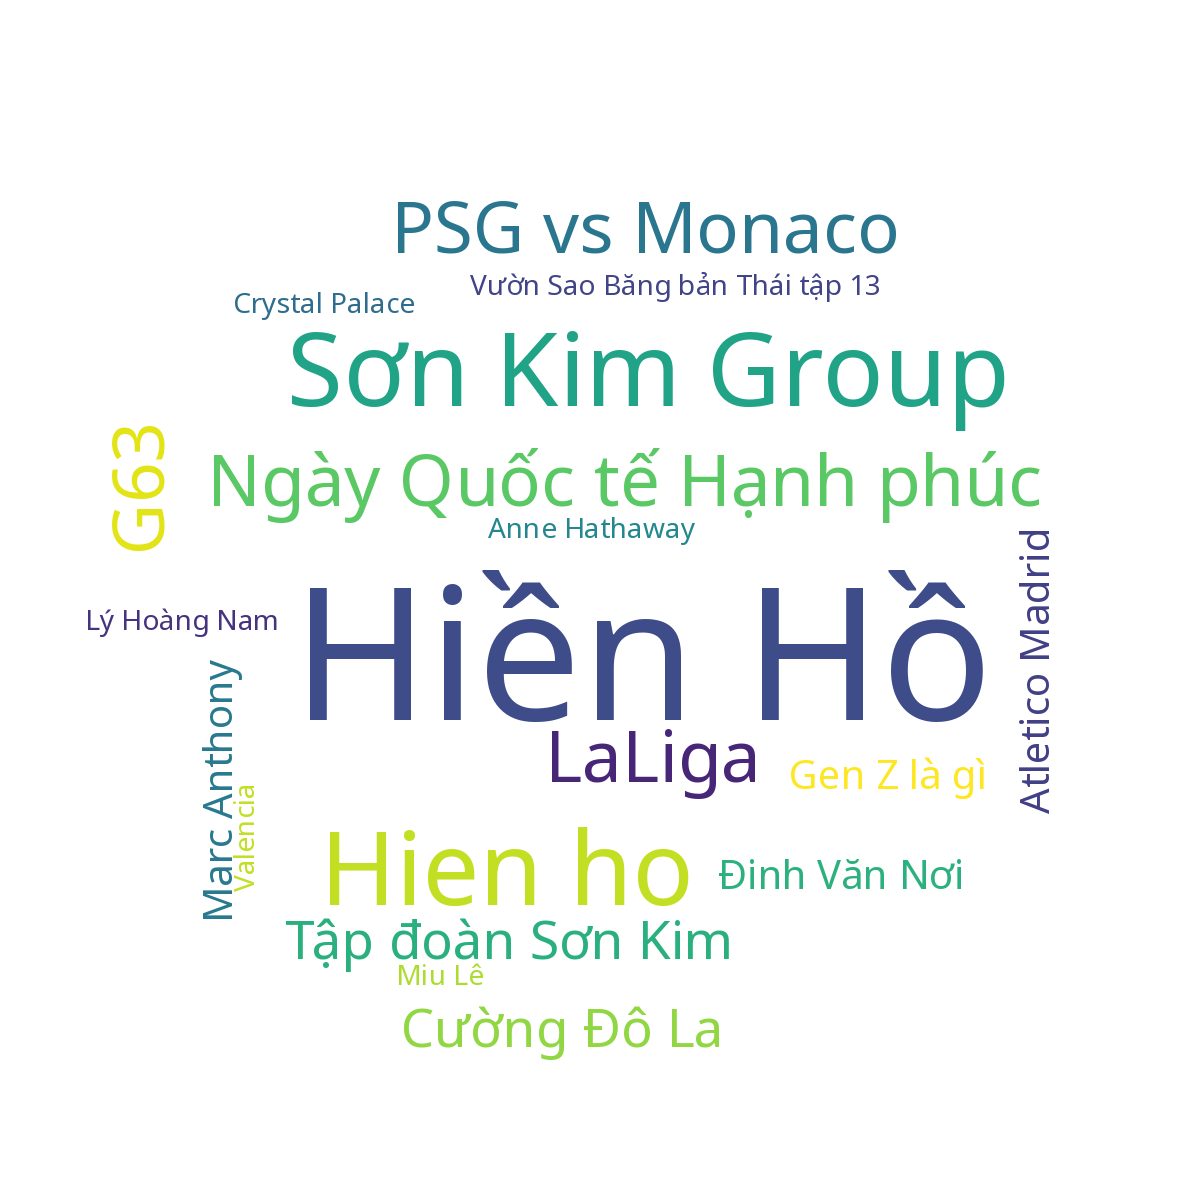 PSG vs Monaco
Vườn Sao Băng bản Thái tập 13
Crystal Palace
Sơn Kim Group
G63
Ngày Quốc tế Hạnh phúc
Anne Hathaway
Atletico Madrid
Hiền Hồ
Lý Hoàng Nam
Marc Anthony
LaLiga
Gen Z là gì
Valencia
Hien ho
Đinh Văn Nơi
Tập đoàn Sơn Kim
Miu Lê
Cường Đô La